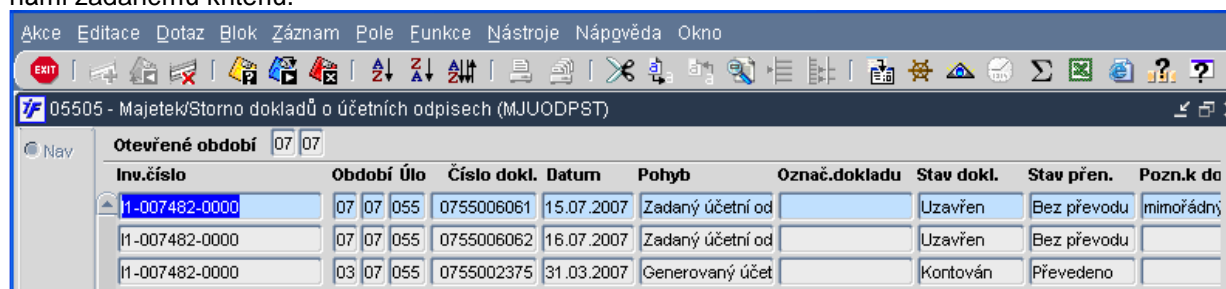 námi zadanému kritériu.
Akce Editace Dotaz Blok Záznam Pole Funkce Nástroje Nápověda Okno
EXIT
05505 - Majetek/Storno dokladů o účetních odpisech (MJUODPST)
Nav
Otevřené období 07 07
Inv.číslo Období Úlo Číslo dokl. Datum Pohyb Označ.dokladu Stav dokl. Stav přen. Pozn.k do
I1-007482-0000 07 07 055 0755006061 15.07.2007 Zadaný účetní od Uzavřen Bez převodu mimořádný
I1-007482-0000 07 07 055 0755006062 16.07.2007 Zadaný účetní od Uzavřen Bez převodu
I1-007482-0000 03 07 055 0755002375 31.03.2007 Generovaný účet Kontován Převedeno